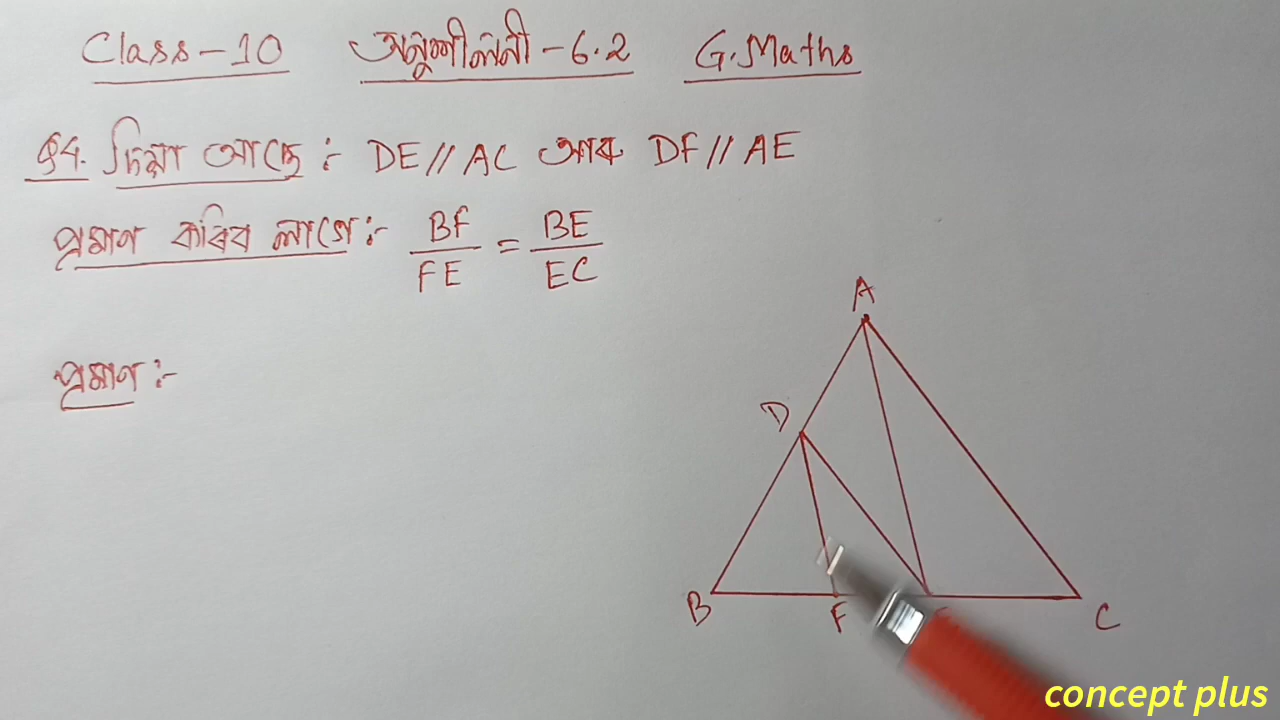 Class-10 অনুশীলনী-6.2 G.Maths
Q4. দিয়া আছে :- DE//AC আৰু DF//AE
প্ৰমাণ কৰিব লাগে :- BF/FE = BE/EC
প্ৰমাণ :-
A
D
B F C
concept plus